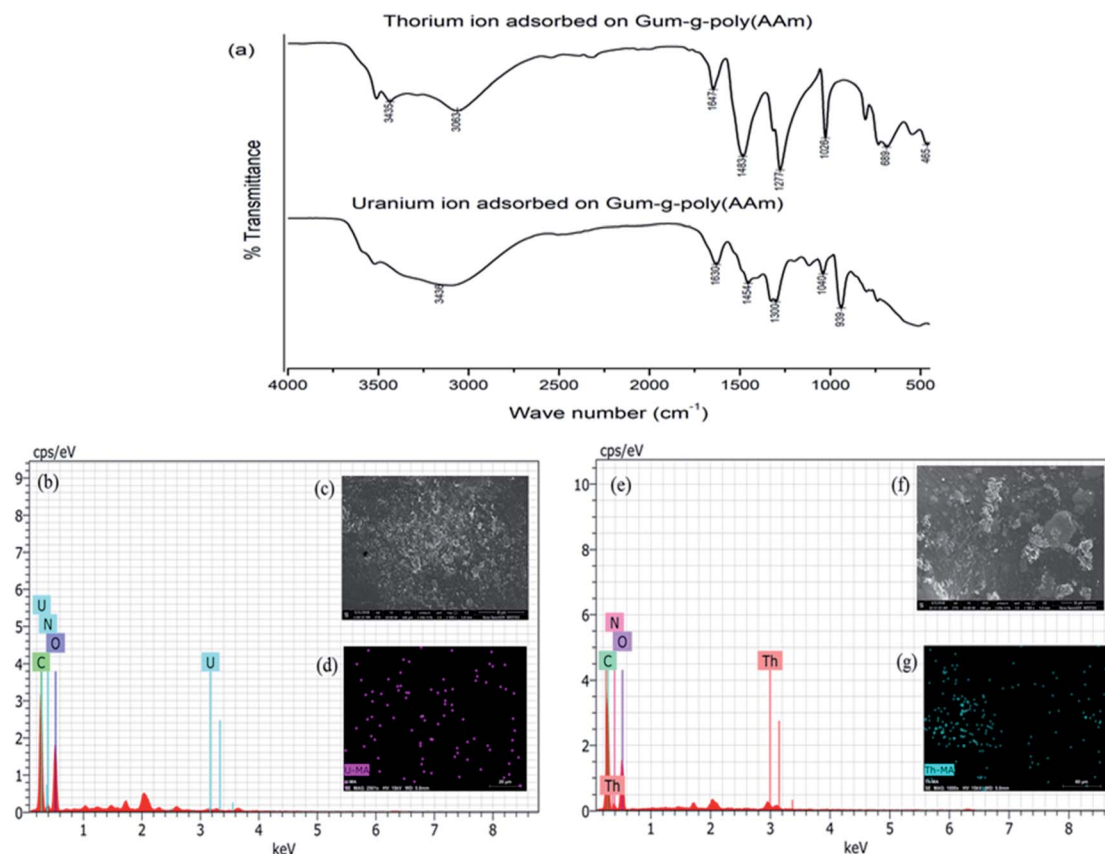 Thorium ion adsorbed on Gum-g-poly(AAm)
(a)
3435
3063
1647
1483
1277
1026
689
465
Uranium ion adsorbed on Gum-g-poly(AAm)
3436
1630
1454
1300
1040
939
% Transmittance
4000 3500 3000 2500 2000 1500 1000 500
Wave number (cm⁻¹)
cps/eV
(b)
9
8
7
6
5
4
3
2
1
0
U
N
O
C
U
1 2 3 4 5 6 7 8
keV
(c)
(d)
U-MA
cps/eV
(e)
10
8
6
4
2
0
N
O
C
Th
Th
1 2 3 4 5 6 7 8
keV
(f)
(g)
Th-MA